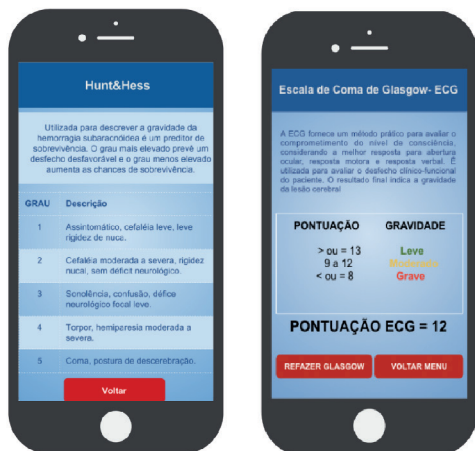 Hunt&Hess
Utilizada para descrever a gravidade da
hemorragia subaracnóidea é um preditor de
sobrevivência. O grau mais elevado prevê um
desfecho desfavorável e o grau menos elevado
aumenta as chances de sobrevivência.
GRAU Descrição
1 Assintomático, cefaléia leve, leve
rigidez de nuca.
2 Cefaléia moderada a severa, rigidez
nucal, sem déficit neurológico.
3 Sonolência, confusão, défice
neurológico focal leve.
4 Torpor, hemiparesia moderada a
severa.
5 Coma, postura de descerebração.
Voltar
Escala de Coma de Glasgow- ECG
A ECG fornece um método prático para avaliar o
comprometimento do nível de consciência,
considerando a melhor resposta para abertura
ocular, resposta motora e resposta verbal. É
utilizada para avaliar o desfecho clínico-funcional
do paciente. O resultado final indica a gravidade
da lesão cerebral
PONTUAÇÃO GRAVIDADE
> ou = 13 Leve
9 a 12 Moderado
< ou = 8 Grave
PONTUAÇÃO ECG = 12
REFAZER GLASGOW VOLTAR MENU